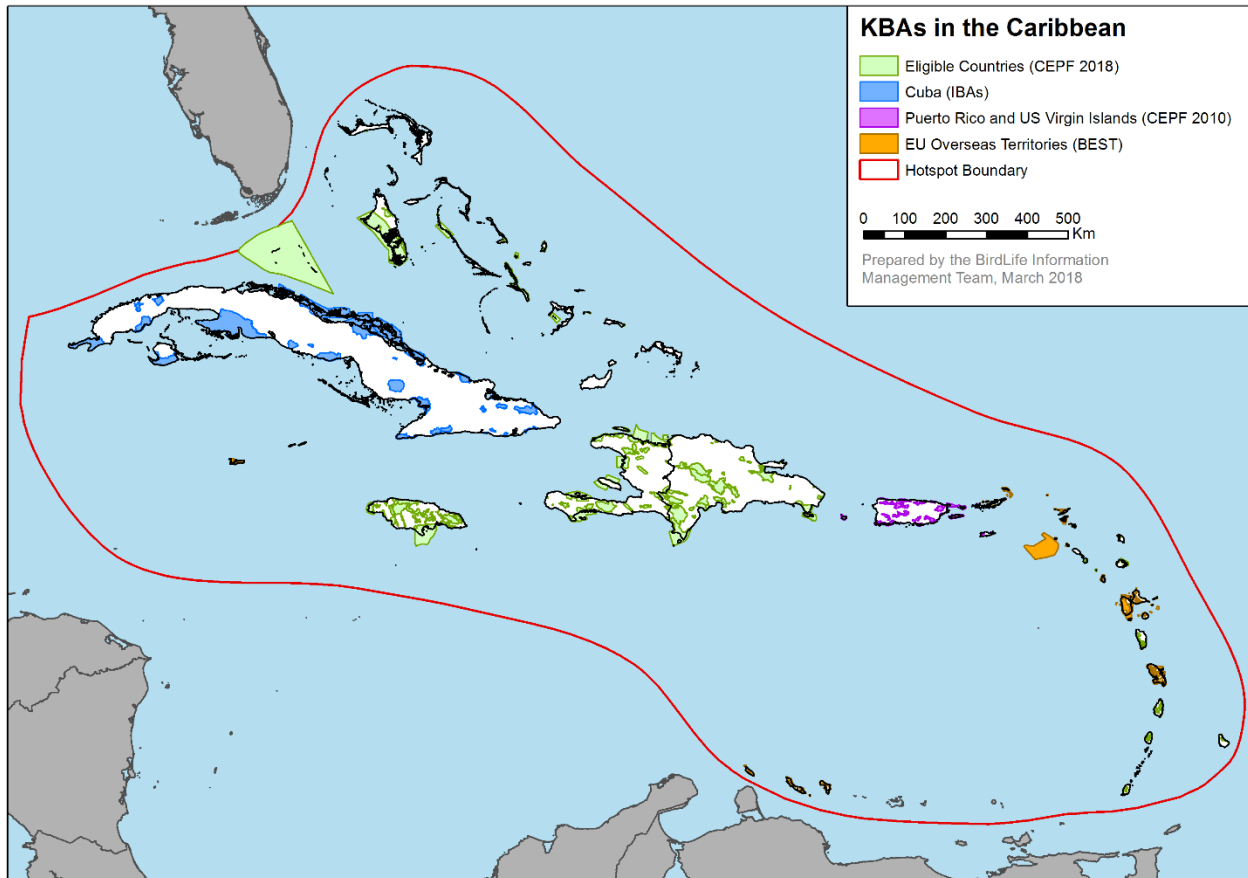 KBAs in the Caribbean
Eligible Countries (CEPF 2018)
Cuba (IBAs)
Puerto Rico and US Virgin Islands (CEPF 2010)
EU Overseas Territories (BEST)
Hotspot Boundary
0 100 200 300 400 500
Km
Prepared by the BirdLife Information
Management Team, March 2018